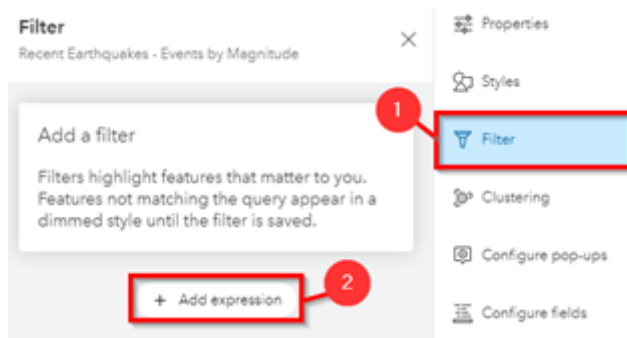 Filter
Recent Earthquakes - Events by Magnitude
Add a filter
Filters highlight features that matter to you.
Features not matching the query appear in a
dimmed style until the filter is saved.
+ Add expression
2
Properties
Styles
1
Filter
Clustering
Configure pop-ups
Configure fields